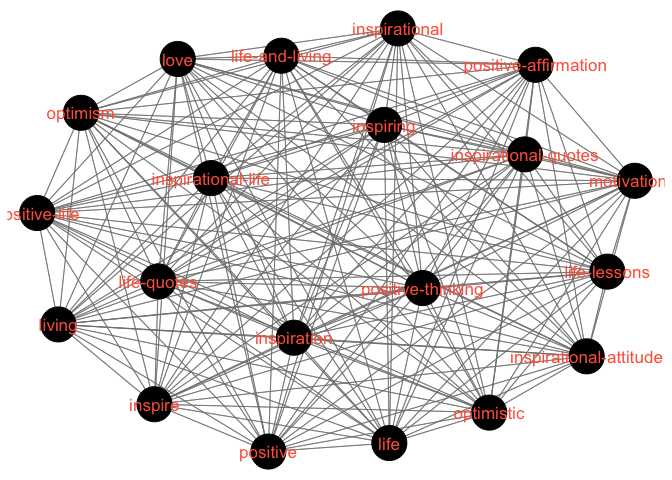 inspirational
love
life-and-living
positive-affirmation
optimism
inspiring
inspirational-quotes
inspirational-life
motivation
ositive-life
life-quotes
positive-thinking
life-lessons
living
inspiration
inspirational-attitude
inspire
optimistic
positive
life